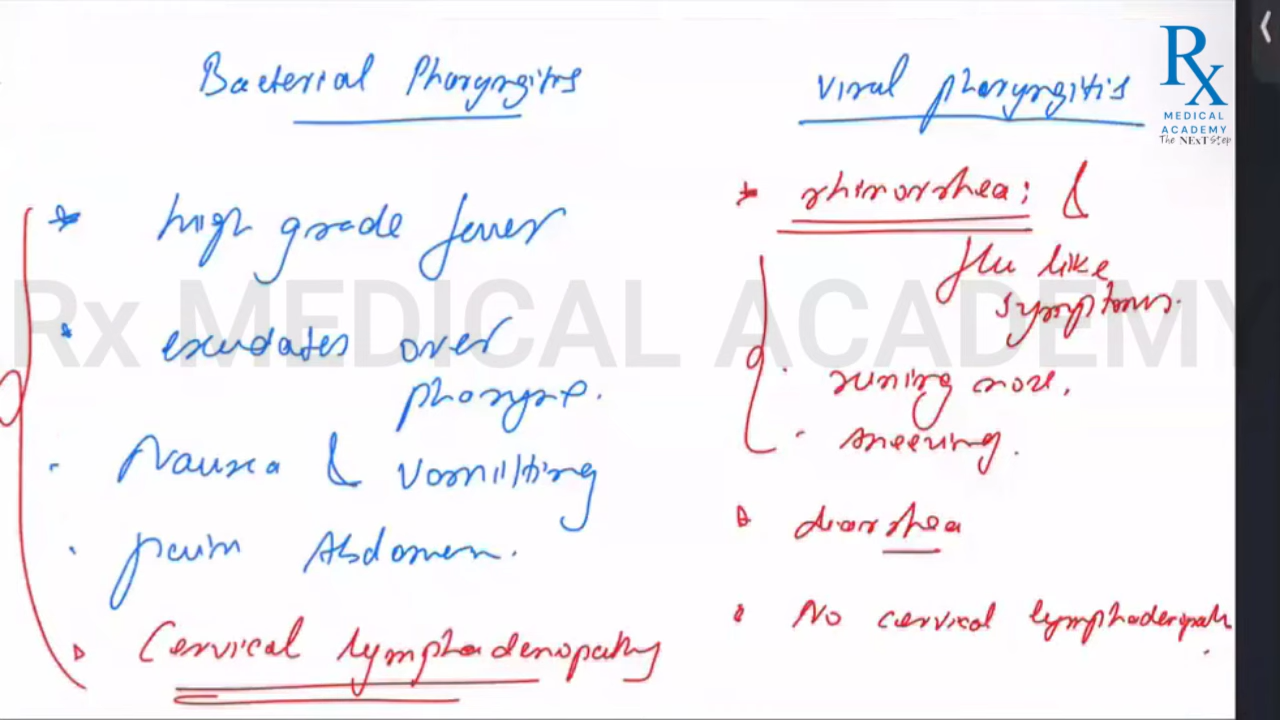 Bacterial Pharyngitis
* high grade fever
* exudates over
pharynx.
- Nausea & vomitting
· pain Abdomen.
Cervical lymphadenopathy
viral pharyngitis
* rhinorrhea: &
flu like
symptoms.
· runing nose.
- sneezing.
diarrhea
No cervical lymphadenopath
Rx
MEDICAL
ACADEMY
The NExT Step
Rx MEDICAL ACADEMY